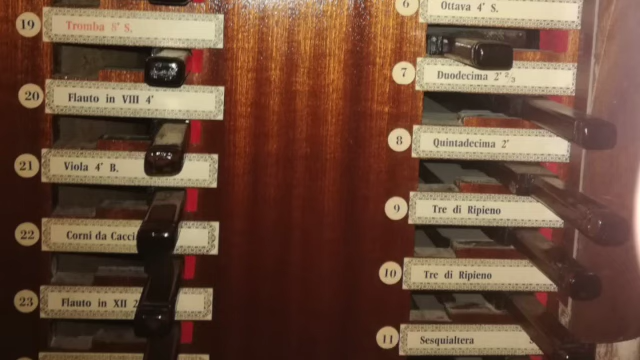 19 Tromba 8' S.
20 Flauto in VIII 4'
21 Viola 4' B.
22 Corni da Caccia
23 Flauto in XII 2
6 Ottava 4' S.
7 Duodecima 2' 2/3
8 Quintadecima 2'
9 Tre di Ripieno
10 Tre di Ripieno
11 Sesquialtera